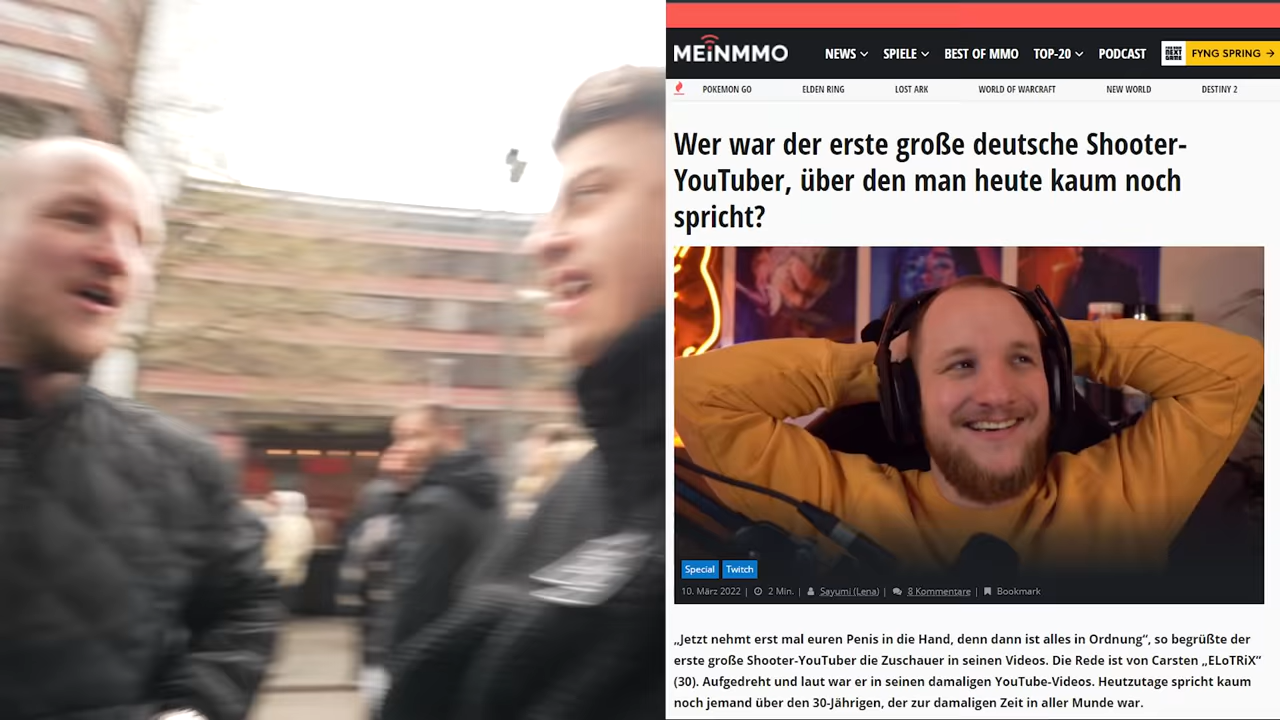 MEiNMMO
NEWS SPIELE BEST OF MMO TOP-20 PODCAST FYNG SPRING →
POKEMON GO ELDEN RING LOST ARK WORLD OF WARCRAFT NEW WORLD DESTINY 2
Wer war der erste große deutsche Shooter-
YouTuber, über den man heute kaum noch
spricht?
Special Twitch
10. März 2022 | 2 Min. | Sayumi (Lena) | 8 Kommentare | Bookmark
„Jetzt nehmt erst mal euren Penis in die Hand, denn dann ist alles in Ordnung“, so begrüßte der
erste große Shooter-YouTuber die Zuschauer in seinen Videos. Die Rede ist von Carsten „ELoTRiX“
(30). Aufgedreht und laut war er in seinen damaligen YouTube-Videos. Heutzutage spricht kaum
noch jemand über den 30-Jährigen, der zur damaligen Zeit in aller Munde war.